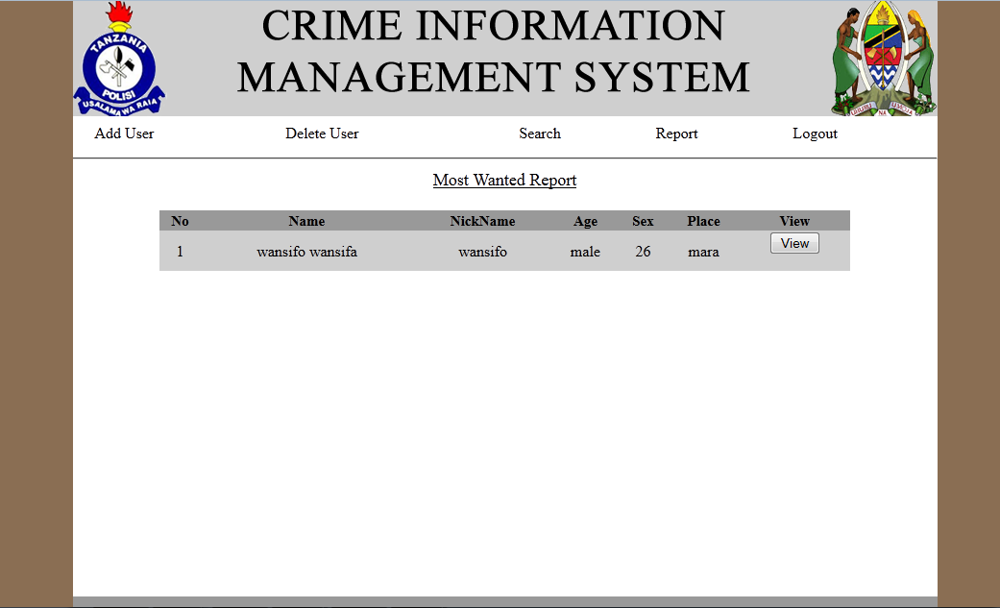 CRIME INFORMATION
MANAGEMENT SYSTEM
TANZANIA
POLISI
USALAMA WA RAIA
UHURU NA UMOJA
Add User Delete User Search Report Logout
Most Wanted Report
No Name NickName Age Sex Place View
1 wansifo wansifa wansifo male 26 mara View